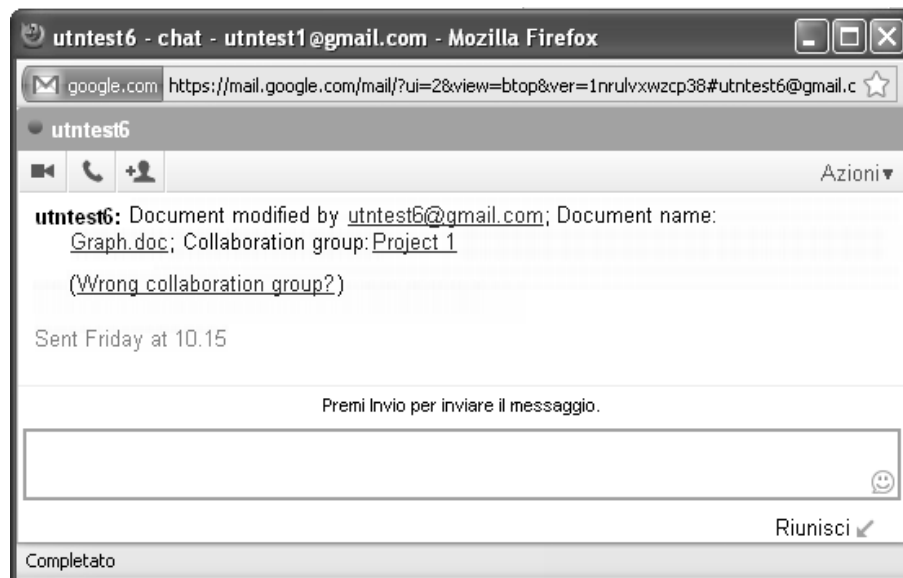 utntest6 - chat - utntest1@gmail.com - Mozilla Firefox
google.com https://mail.google.com/mail/?ui=2&view=btop&ver=1nrulvxwzcp38#utntest6@gmail.c
utntest6
Azioni▾
utntest6: Document modified by utntest6@gmail.com; Document name:
Graph.doc; Collaboration group: Project 1
(Wrong collaboration group?)
Sent Friday at 10.15
Premi Invio per inviare il messaggio.
Riunisci
Completato